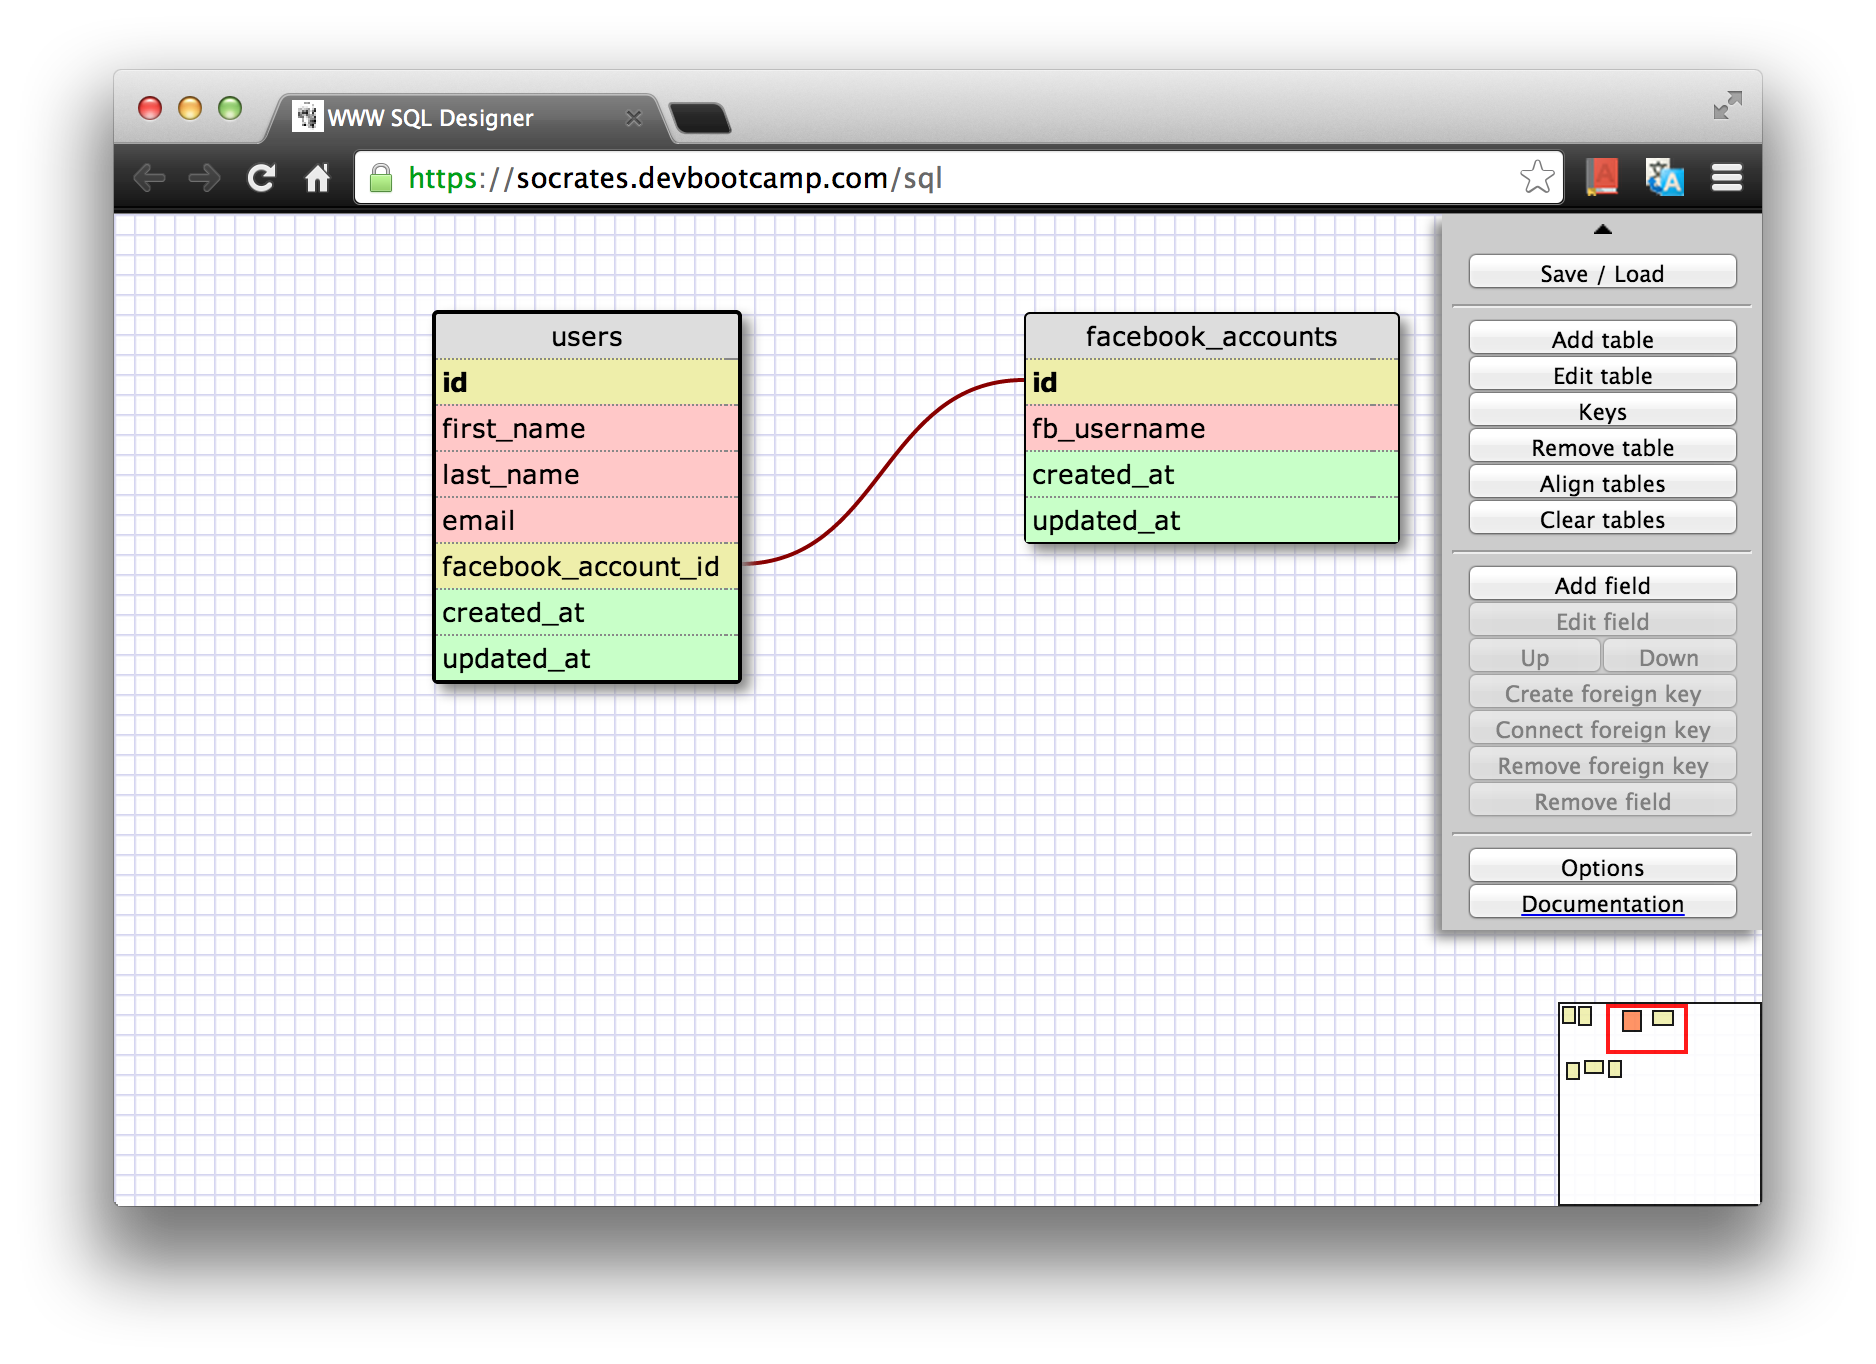 WWW SQL Designer
https://socrates.devbootcamp.com/sql
users
id
first_name
last_name
email
facebook_account_id
created_at
updated_at
facebook_accounts
id
fb_username
created_at
updated_at
Save / Load
Add table
Edit table
Keys
Remove table
Align tables
Clear tables
Add field
Edit field
Up Down
Create foreign key
Connect foreign key
Remove foreign key
Remove field
Options
Documentation